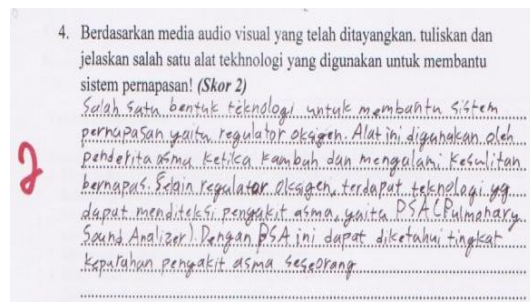 4. Berdasarkan media audio visual yang telah ditayangkan. tuliskan dan
jelaskan salah satu alat tekhnologi yang digunakan untuk membantu
sistem pernapasan! (Skor 2)
Salah satu bentuk teknologi untuk membantu sistem
pernapasan yaitu regulator oksigen. Alat ini digunakan oleh
penderita asma ketika kambuh dan mengalami kesulitan
bernapas. Selain regulator oksigen, terdapat teknologi yg
2
dapat menditeksi pengakit asma, yaitu PSA (Pulmonary
Sound Analizer). Dengan PSA ini dapat diketahui tingkat
keparahan penyakit asma seseorang